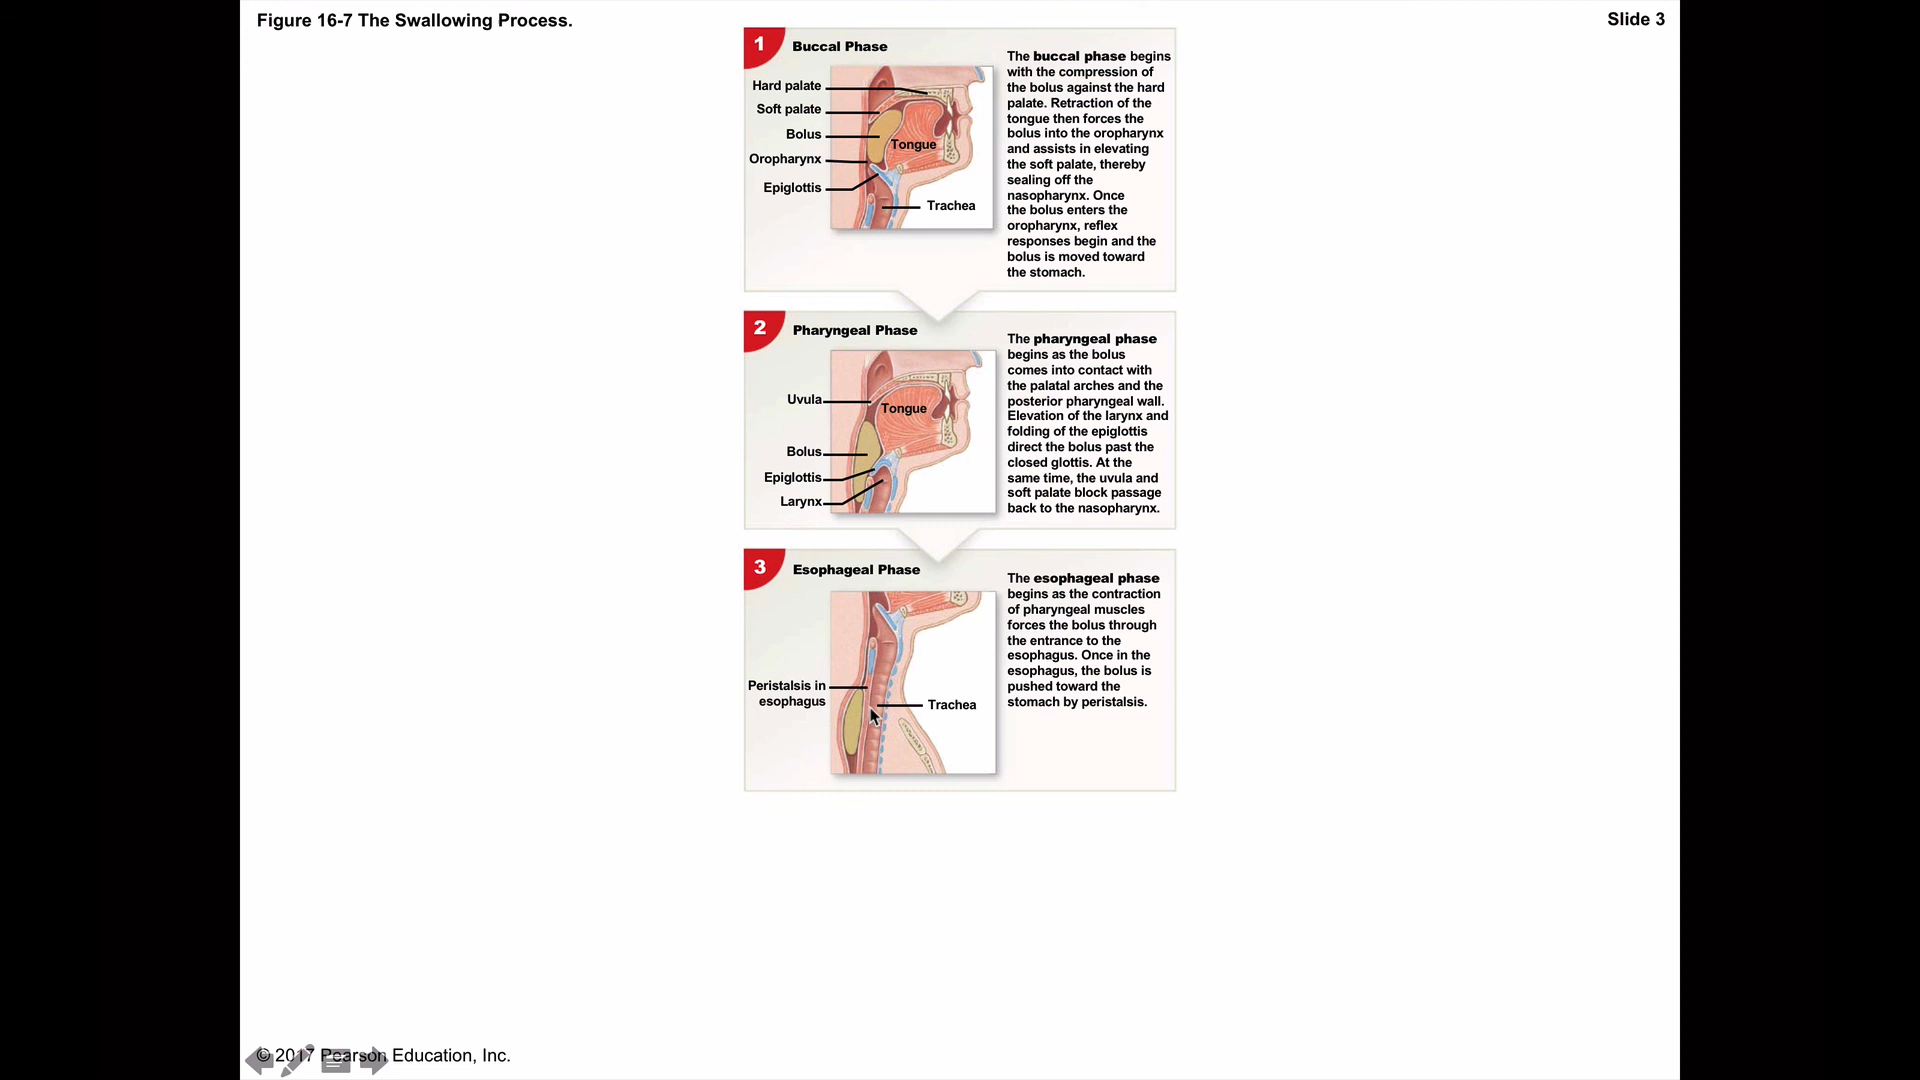 Figure 16-7 The Swallowing Process.
Slide 3
1
Buccal Phase
Hard palate
Soft palate
Bolus
Oropharynx
Epiglottis
Tongue
Trachea
The buccal phase begins
with the compression of
the bolus against the hard
palate. Retraction of the
tongue then forces the
bolus into the oropharynx
and assists in elevating
the soft palate, thereby
sealing off the
nasopharynx. Once
the bolus enters the
oropharynx, reflex
responses begin and the
bolus is moved toward
the stomach.
2
Pharyngeal Phase
Uvula
Bolus
Epiglottis
Larynx
Tongue
The pharyngeal phase
begins as the bolus
comes into contact with
the palatal arches and the
posterior pharyngeal wall.
Elevation of the larynx and
folding of the epiglottis
direct the bolus past the
closed glottis. At the
same time, the uvula and
soft palate block passage
back to the nasopharynx.
3
Esophageal Phase
Peristalsis in
esophagus
Trachea
The esophageal phase
begins as the contraction
of pharyngeal muscles
forces the bolus through
the entrance to the
esophagus. Once in the
esophagus, the bolus is
pushed toward the
stomach by peristalsis.
© 2017 Pearson Education, Inc.